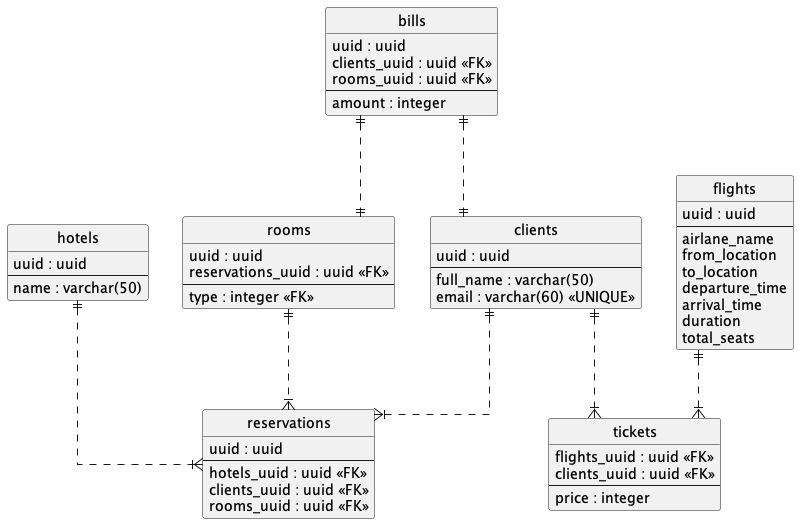 bills
uuid : uuid
clients_uuid : uuid «FK»
rooms_uuid : uuid «FK»
amount : integer
hotels
uuid : uuid
name : varchar(50)
rooms
uuid : uuid
reservations_uuid : uuid «FK»
type : integer «FK»
clients
uuid : uuid
full_name : varchar(50)
email : varchar(60) «UNIQUE»
flights
uuid : uuid
airlane_name
from_location
to_location
departure_time
arrival_time
duration
total_seats
reservations
uuid : uuid
hotels_uuid : uuid «FK»
clients_uuid : uuid «FK»
rooms_uuid : uuid «FK»
tickets
flights_uuid : uuid «FK»
clients_uuid : uuid «FK»
price : integer